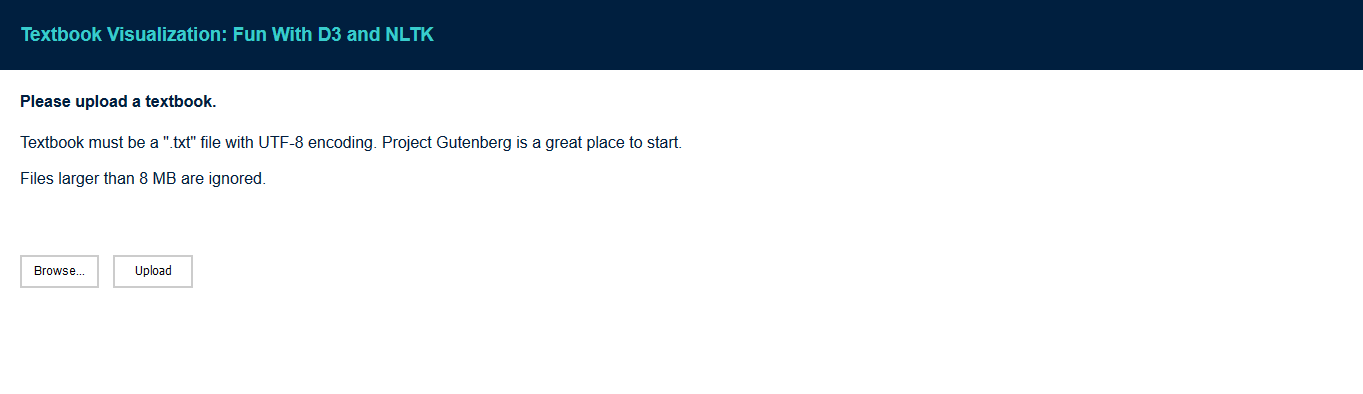 Textbook Visualization: Fun With D3 and NLTK
Please upload a textbook.
Textbook must be a ".txt" file with UTF-8 encoding. Project Gutenberg is a great place to start.
Files larger than 8 MB are ignored.
Browse... Upload